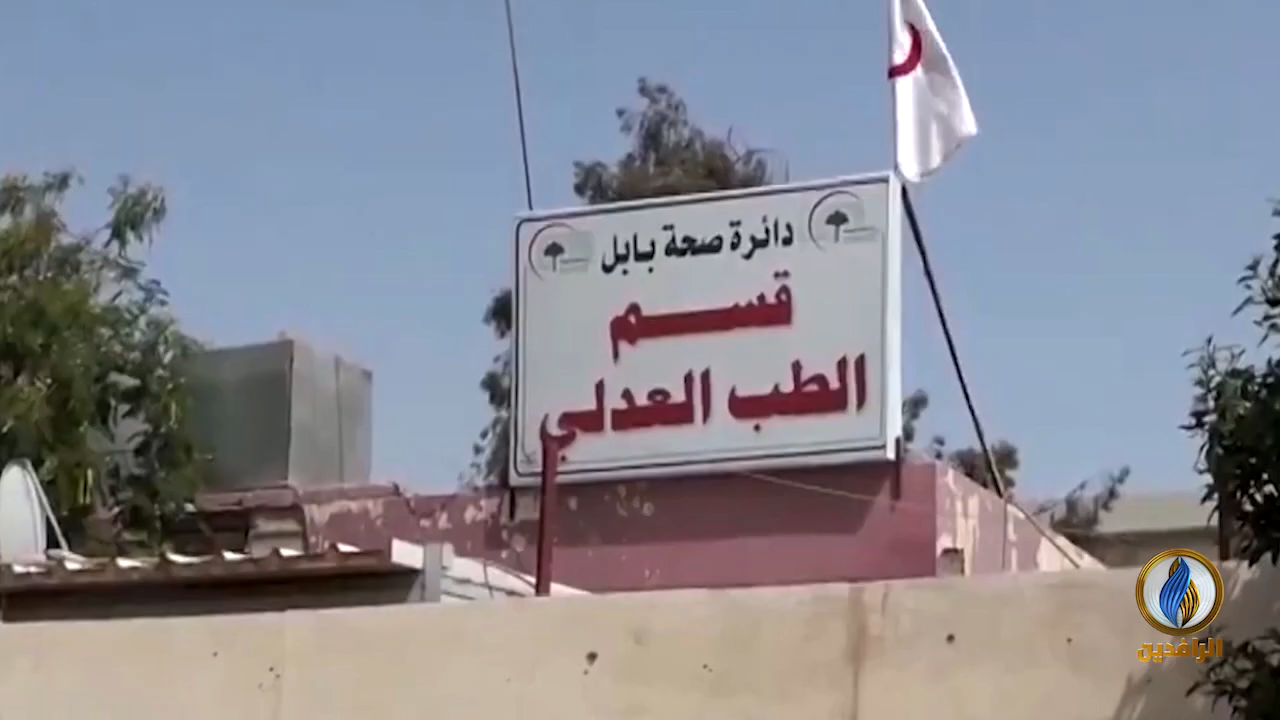 دائرة صحة بابل
قسم
الطب العدلي
الرافدين